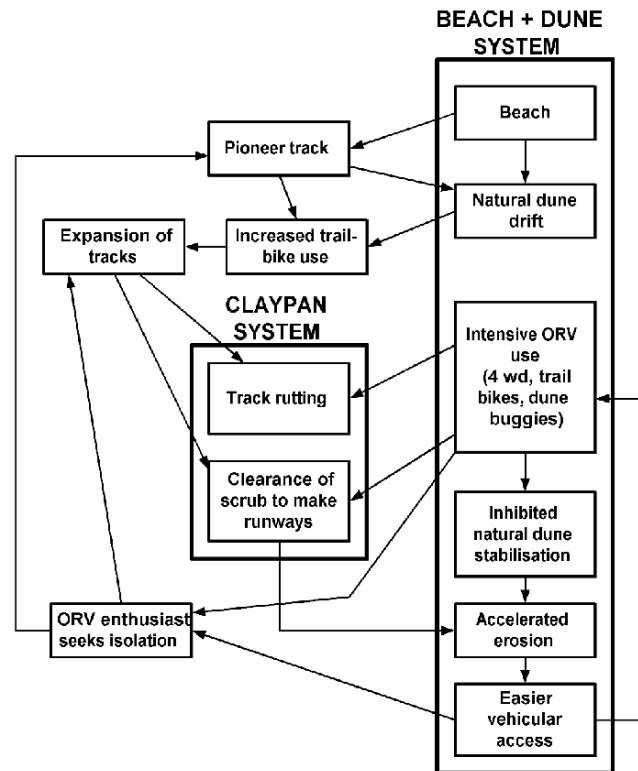 BEACH + DUNE
SYSTEM
Beach
Pioneer track
Natural dune
drift
Expansion of
tracks
Increased trail-
bike use
CLAYPAN
SYSTEM
Intensive ORV
use
(4 wd, trail
bikes, dune
buggies)
Track rutting
Clearance of
scrub to make
runways
Inhibited
natural dune
stabilisation
ORV enthusiast
seeks isolation
Accelerated
erosion
Easier
vehicular
access